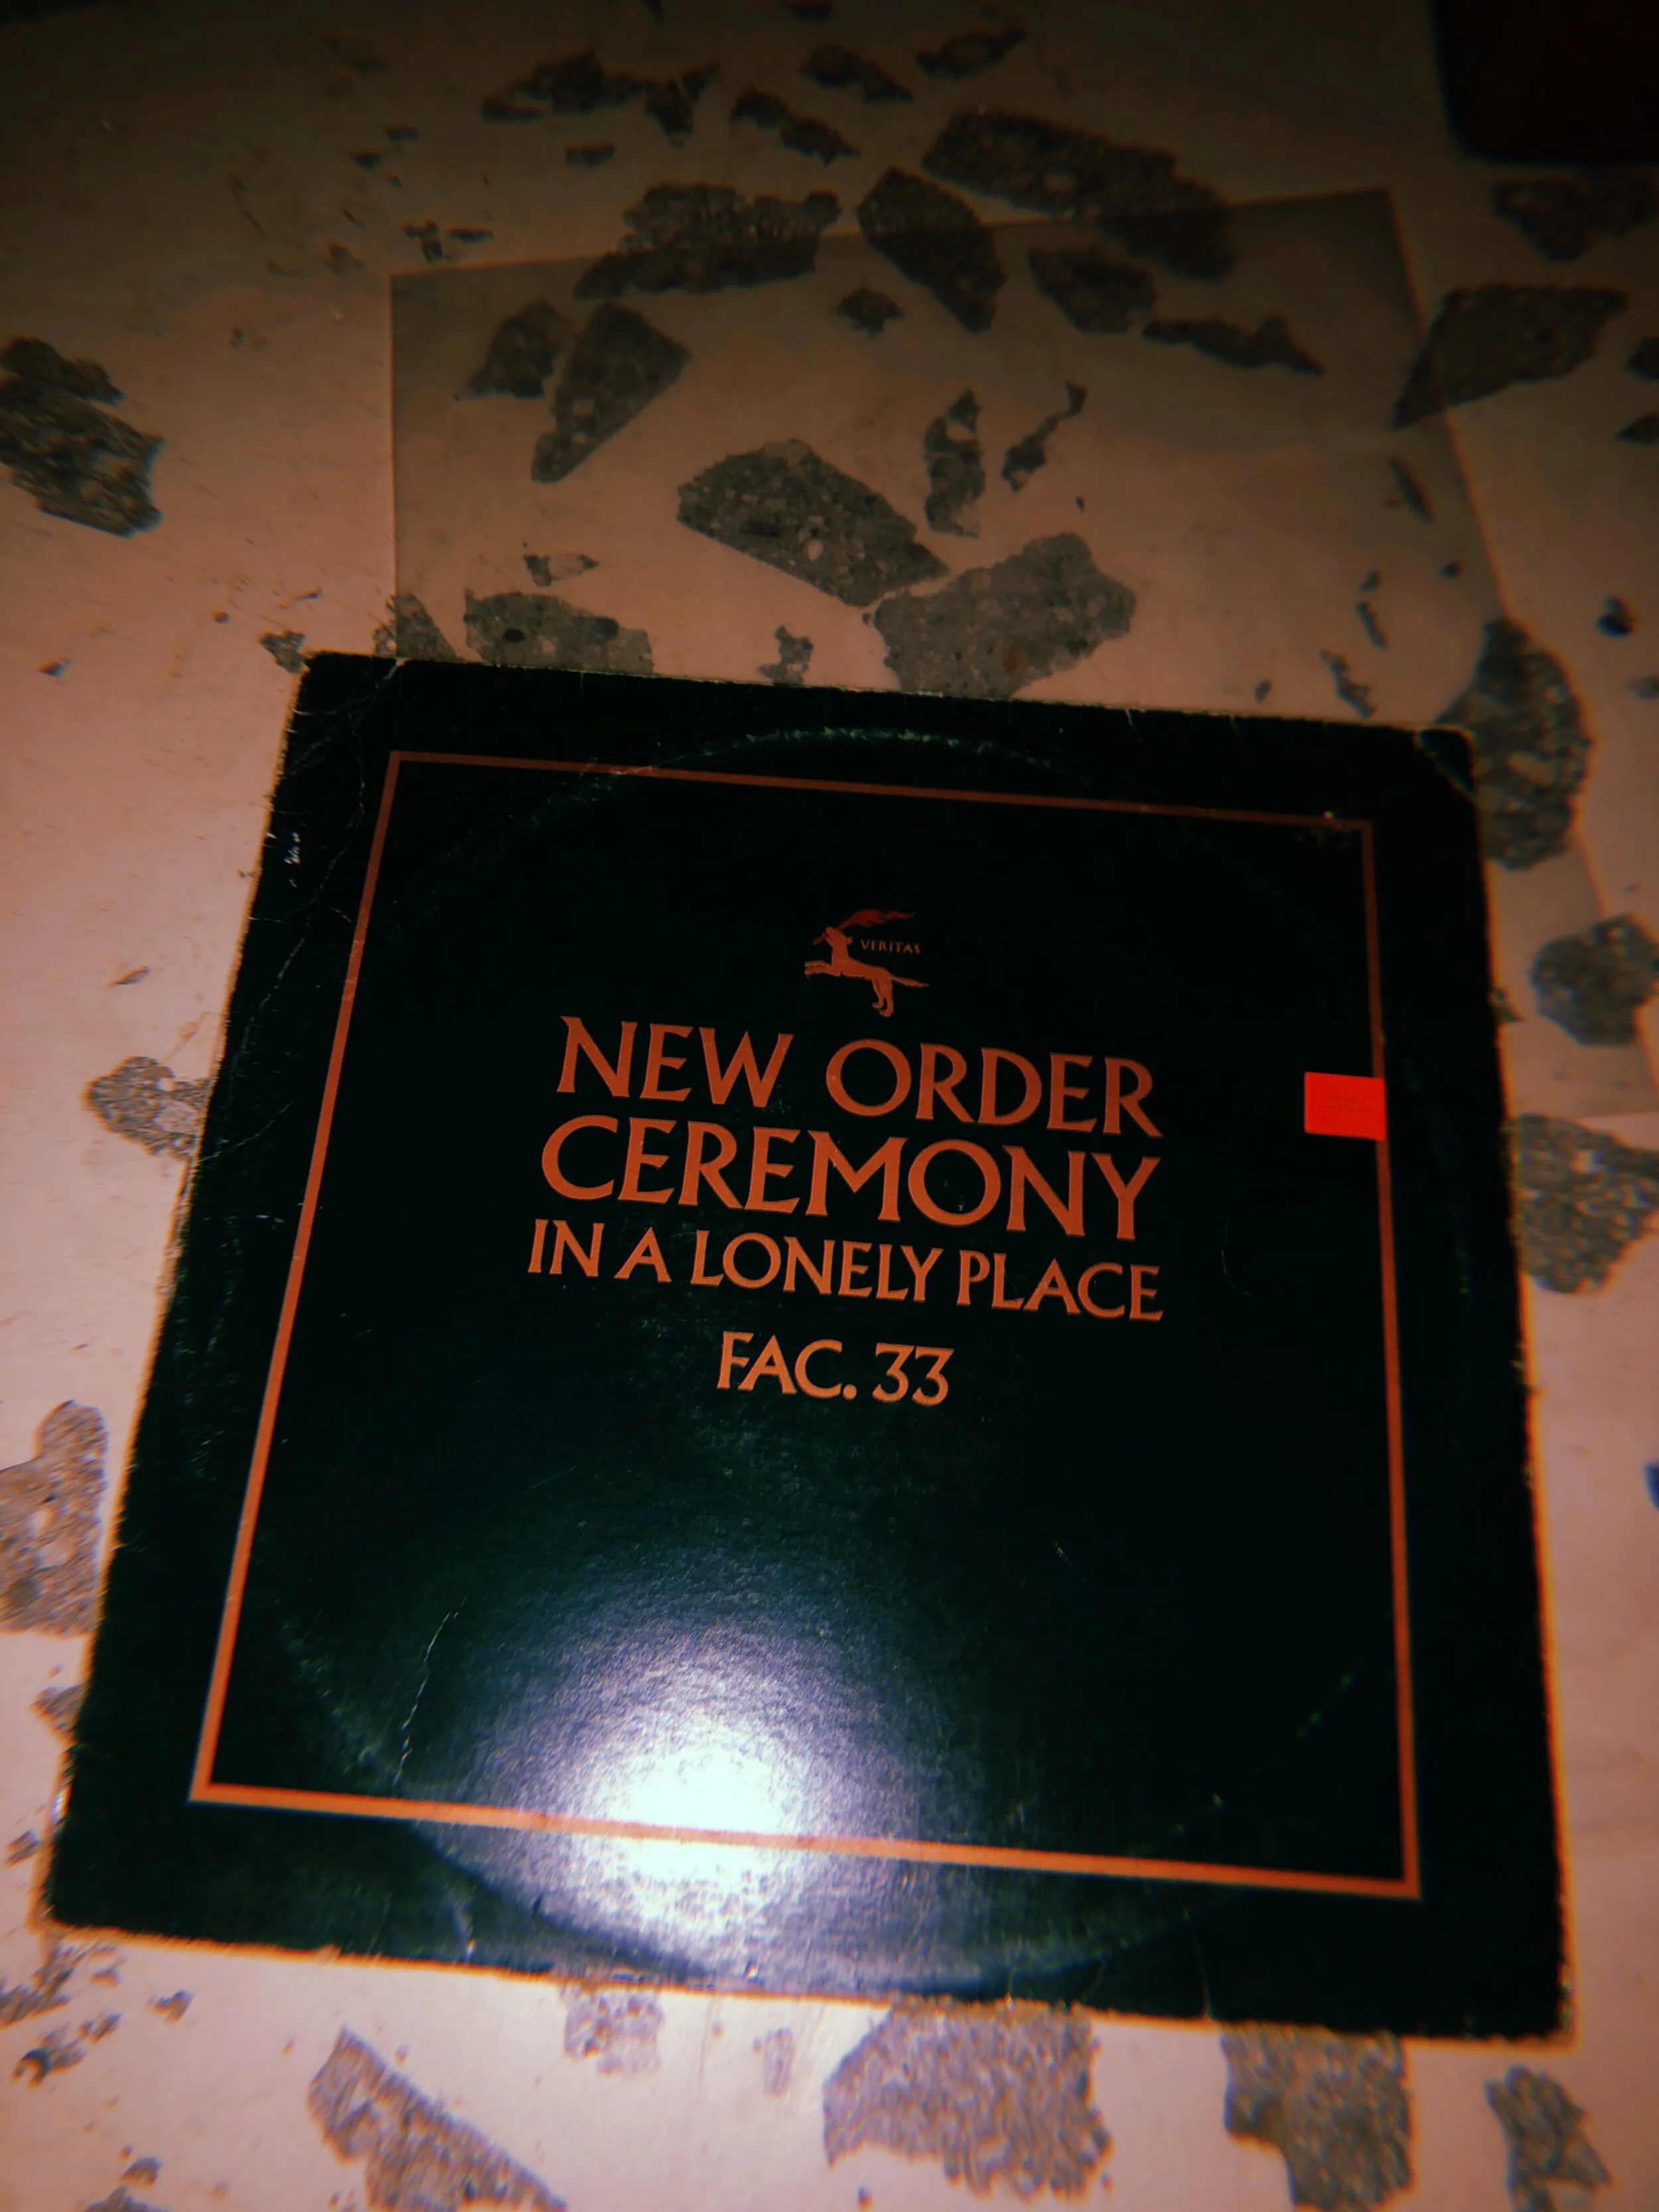 VERITAS
NEW ORDER
CEREMONY
IN A LONELY PLACE
FAC. 33